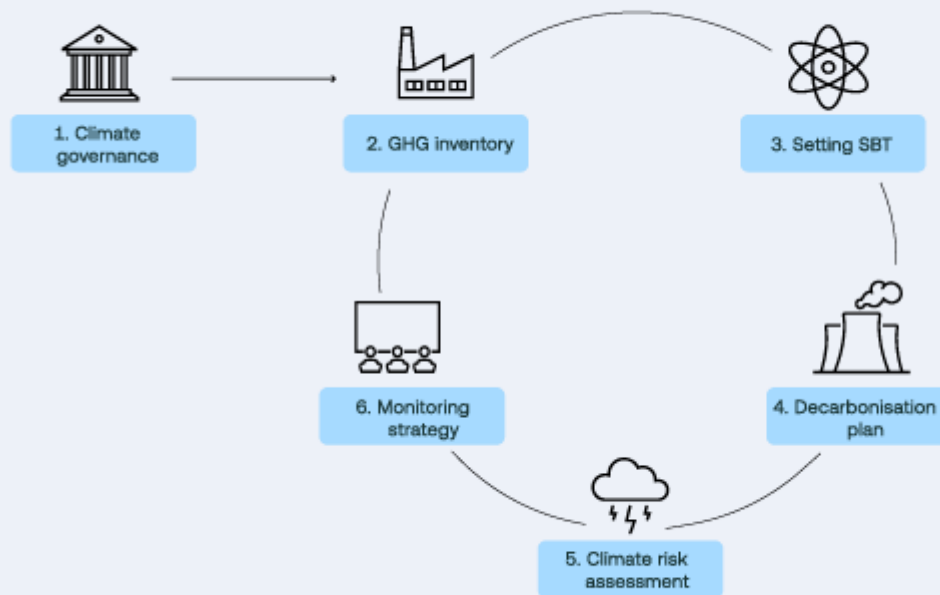 1. Climate
governance
2. GHG inventory
3. Setting SBT
4. Decarbonisation
plan
5. Climate risk
assessment
6. Monitoring
strategy